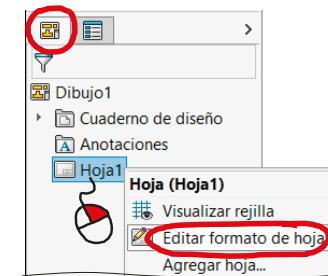 Dibujo1
Cuaderno de diseño
A Anotaciones
Hoja1
Hoja (Hoja1)
Visualizar rejilla
Editar formato de hoja
Agregar hoja...